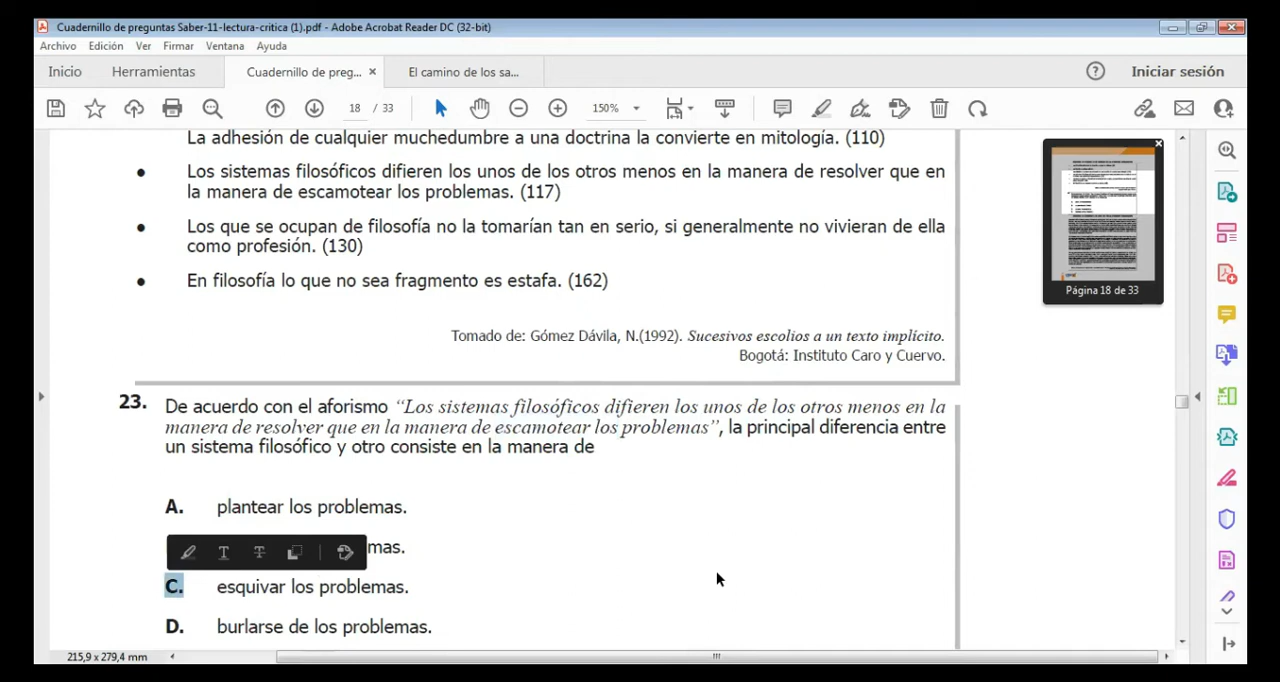 Cuadernillo de preguntas Saber-11-lectura-critica (1).pdf - Adobe Acrobat Reader DC (32-bit)
Archivo Edición Ver Firmar Ventana Ayuda
Inicio Herramientas Cuadernillo de preg... × El camino de los sa... Iniciar sesión
18 / 33 150%
La adhesión de cualquier muchedumbre a una doctrina la convierte en mitología. (110)
• Los sistemas filosóficos difieren los unos de los otros menos en la manera de resolver que en
la manera de escamotear los problemas. (117)
• Los que se ocupan de filosofía no la tomarían tan en serio, si generalmente no vivieran de ella
como profesión. (130)
• En filosofía lo que no sea fragmento es estafa. (162)
Tomado de: Gómez Dávila, N.(1992). Sucesivos escolios a un texto implícito.
Bogotá: Instituto Caro y Cuervo.
Página 18 de 33
23. De acuerdo con el aforismo “Los sistemas filosóficos difieren los unos de los otros menos en la
manera de resolver que en la manera de escamotear los problemas”, la principal diferencia entre
un sistema filosófico y otro consiste en la manera de
A. plantear los problemas.
mas.
C. esquivar los problemas.
D. burlarse de los problemas.
215,9 x 279,4 mm